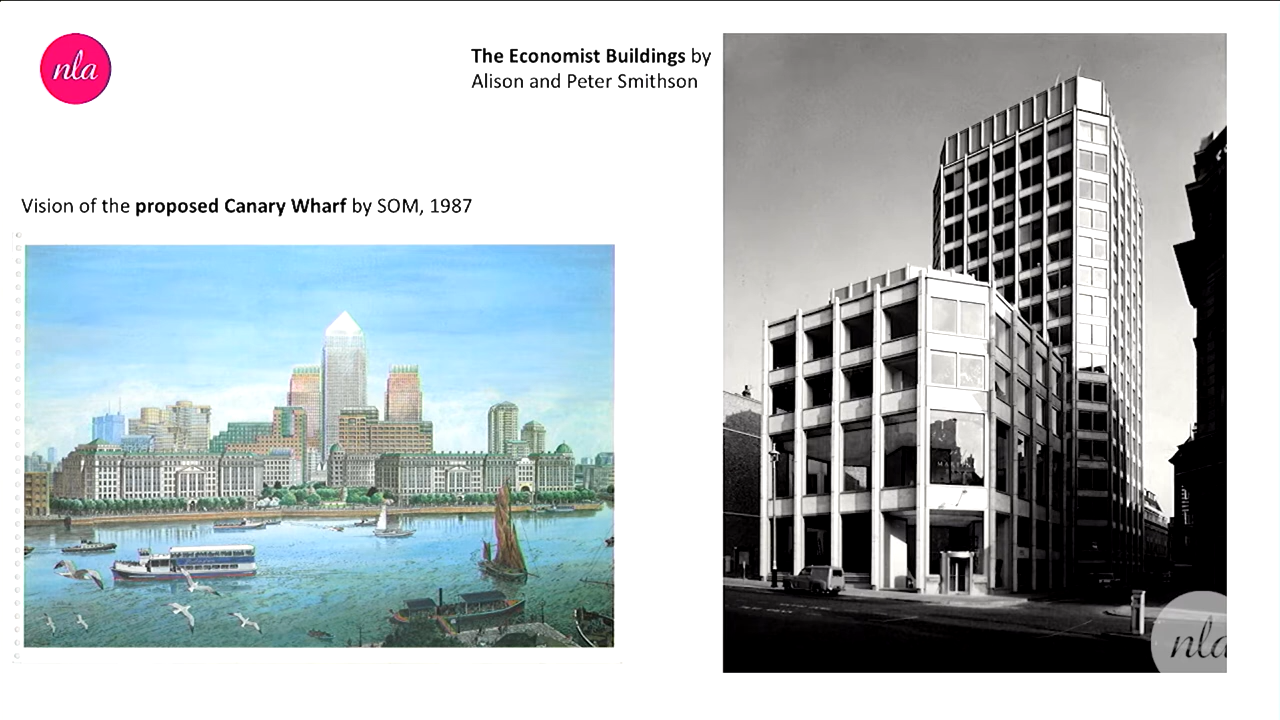 nla
The Economist Buildings by
Alison and Peter Smithson
Vision of the proposed Canary Wharf by SOM, 1987
nla